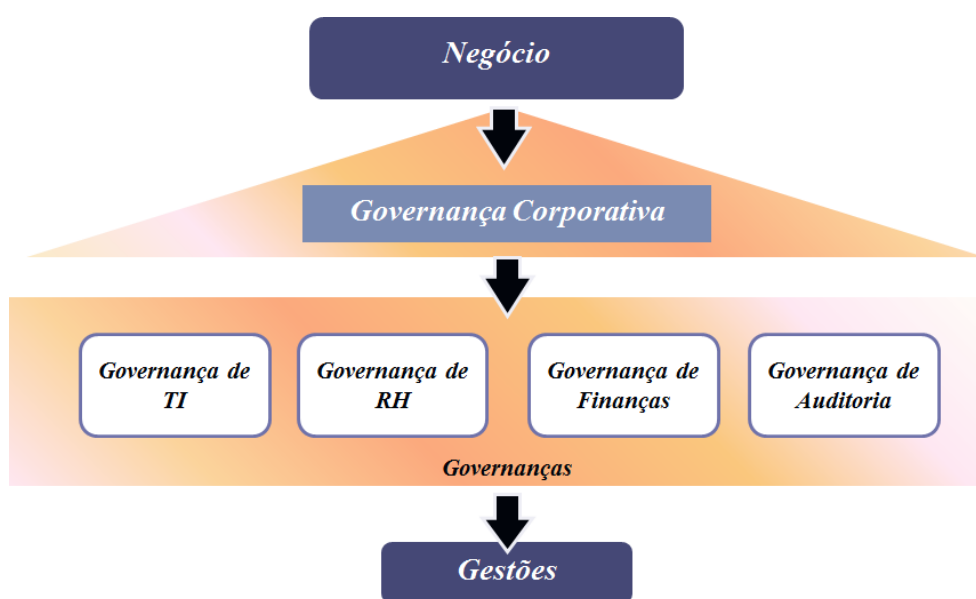 Negócio
Governança Corporativa
Governança de
TI
Governança de
RH
Governança de
Finanças
Governança de
Auditoria
Governanças
Gestões